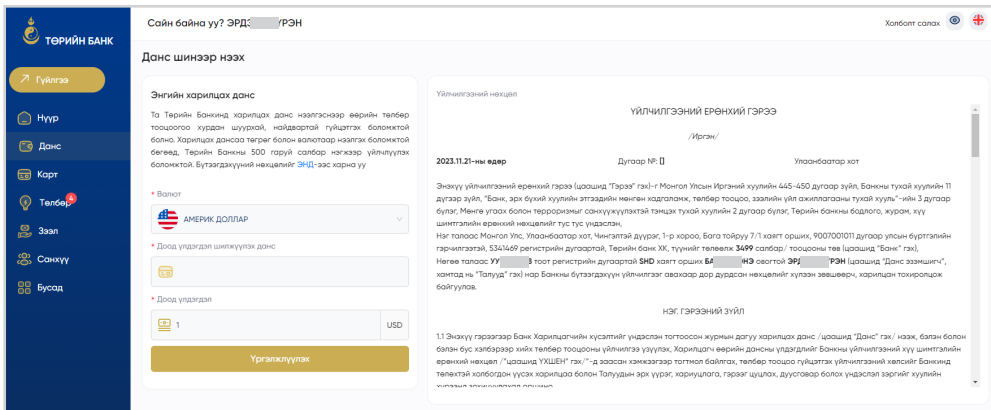 ТӨРИЙН БАНК
Сайн байна уу? ЭРДЭ УРЭН
Холболт салах
Гүйлгээ
Нүүр
Данс
Карт
Төлбөр 4
Зээл
Санхүү
Бусад
Данс шинээр нээх
Энгийн харилцах данс
Та Төрийн Банкинд харилцах данс нээлгэснээр өөрийн төлбөр
тооцоогоо хурдан шуурхай, найдвартай гүйцэтгэх боломжтой
болно. Харилцах дансаа төгрөг болон валютаар нээлгэх боломжтой
бөгөөд, Төрийн Банкны 500 гаруй салбар нэгжээр үйлчлүүлэх
боломжтой. Бүтээгдэхүүний нөхцөлийг ЭНД-ээс харна уу
* Валют
АМЕРИК ДОЛЛАР
* Доод үлдэгдэл шилжүүлэх данс
* Доод үлдэгдэл
1 USD
Үргэлжлүүлэх
Үйлчилгээний нөхцөл
ҮЙЛЧИЛГЭЭНИЙ ЕРӨНХИЙ ГЭРЭЭ
/Иргэн/
2023.11.21-ны өдөр Дугаар №: [] Улаанбаатар хот
Энэхүү үйлчилгээний ерөнхий гэрээ (цаашид "Гэрээ" гэх)-г Монгол Улсын Иргэний хуулийн 445-450 дугаар зүйл, Банкны тухай хуулийн 11
дүгээр зүйл, "Банк, эрх бүхий хуулийн этгээдийн мөнгөн хадгаламж, төлбөр тооцоо, зээлийн үйл ажиллагааны тухай хууль"-ийн 3 дугаар
бүлэг, Мөнгө угаах болон терроризмыг санхүүжүүлэхтэй тэмцэх тухай хуулийн 2 дугаар бүлэг, Төрийн банкны бодлого, журам, хүү
шимтгэлийн ерөнхий нөхцөлийг тус тус үндэслэн,
Нэг талаас Монгол Улс, Улаанбаатар хот, Чингэлтэй дүүрэг, 1-р хороо, Бага тойруу 7/1 хаягт орших, 9007001011 дугаар улсын бүртгэлийн
гэрчилгээтэй, 5341469 регистрийн дугаартай, Төрийн банк ХК, түүнийг төлөөлж 3499 салбар/ тооцооны төв (цаашид "Банк" гэх),
Нөгөө талаас УУ В тоот регистрийн дугаартай SHD хаягт орших БА НЭ овогтой ЭРД РЭН (цаашид "Данс эзэмшигч",
хамтад нь "Талууд" гэх) нар Банкны бүтээгдэхүүн үйлчилгээг авахаар дор дурдсан нөхцөлийг хүлээн зөвшөөрч, харилцан тохиролцож
байгуулав.
НЭГ. ГЭРЭЭНИЙ ЗҮЙЛ
1.1 Энэхүү гэрээгээр Банк Харилцагчийн хүсэлтийг үндэслэн тогтоосон журмын дагуу харилцах данс /цаашид "Данс" гэх/ нээж, бэлэн болон
бэлэн бус хэлбэрээр хийх төлбөр тооцооны үйлчилгээ үзүүлэх, Харилцагч өөрийн дансны үлдэгдлийг Банкны үйлчилгээний хүү шимтгэлийн
ерөнхий нөхцөл /"цаашид ҮХШЕН" гэх/"-д заасан хэмжээгээр тогтмол байлгах, төлбөр тооцоо гүйцэтгэх үйлчилгээний хөлсийг Банкинд
төлөхтэй холбогдон үүсэх харилцаа болон Талуудын эрх үүрэг, хариуцлага, гэрээг цуцлах, дуусгавар болох үндэслэл зэргийг хуулийн